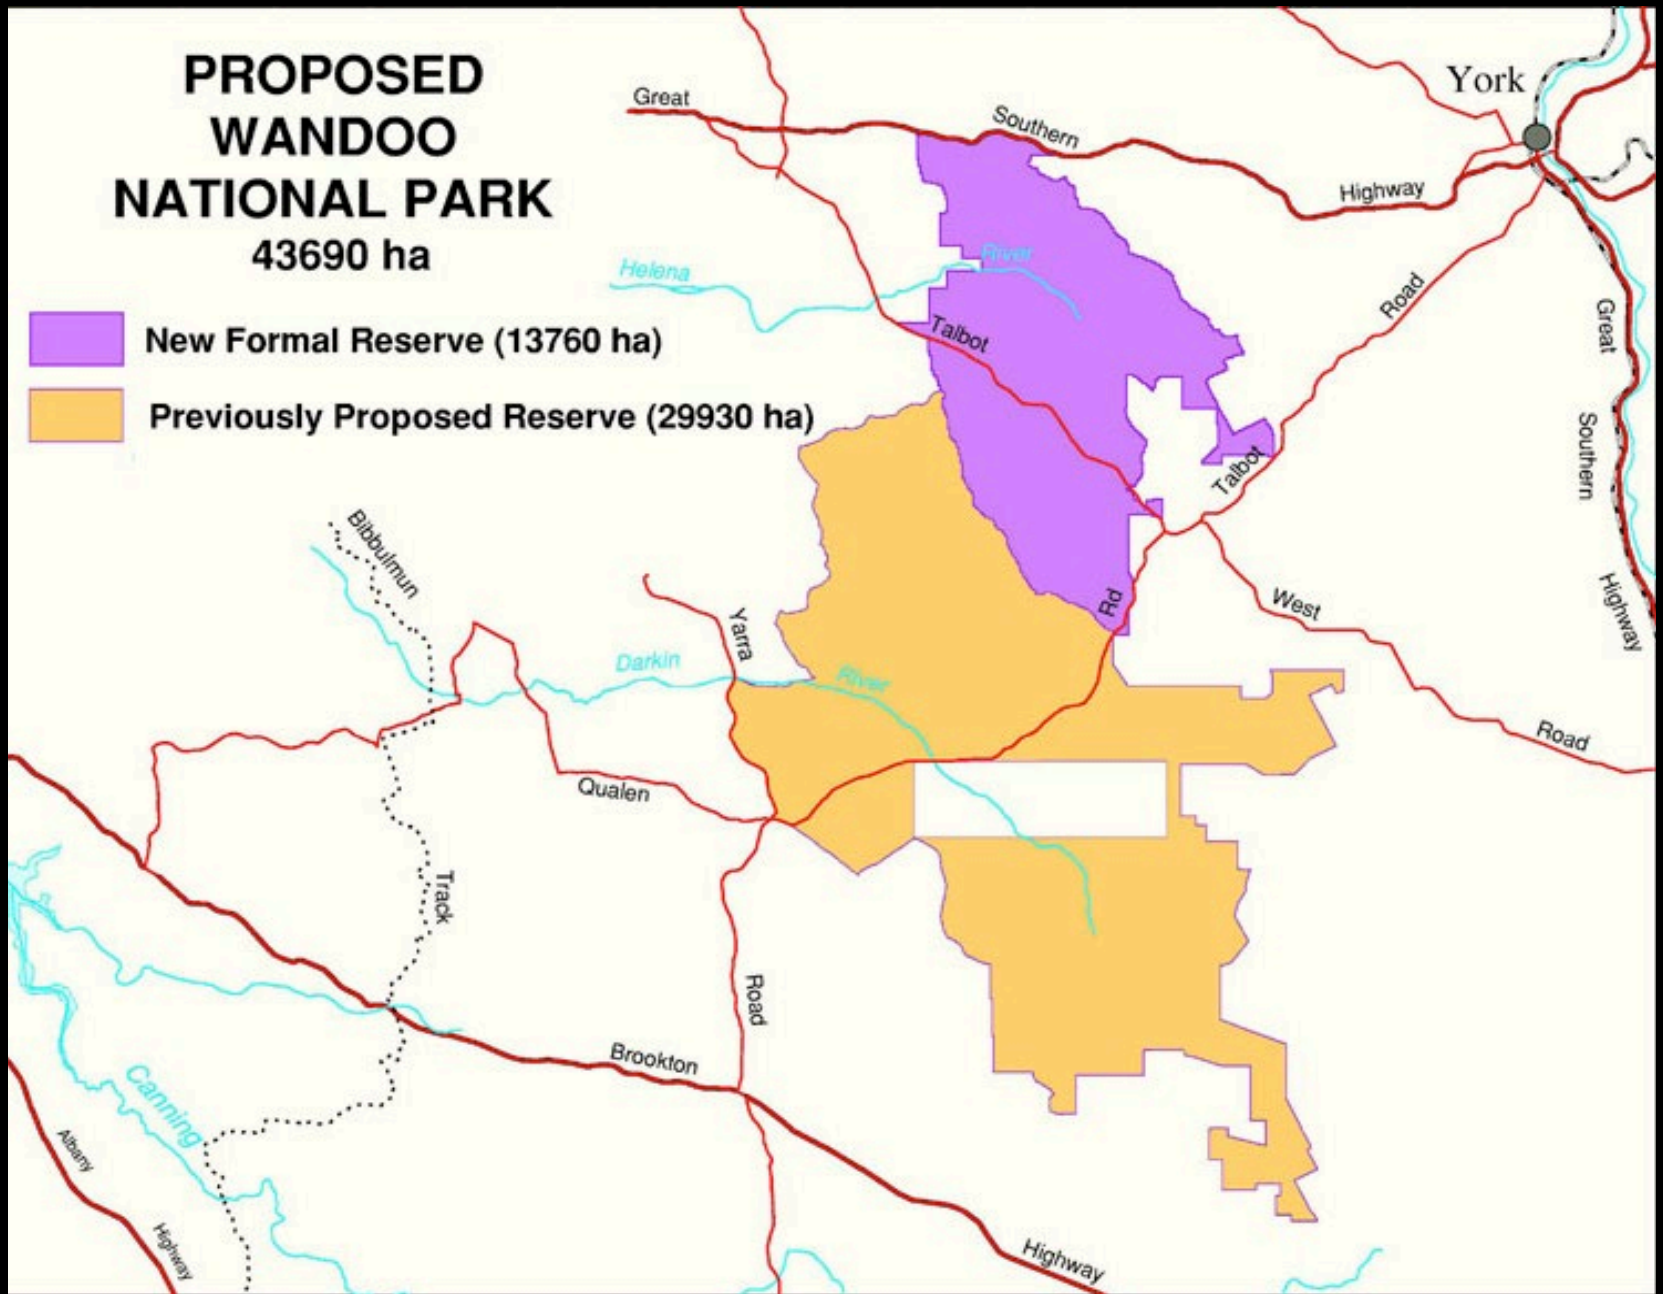 PROPOSED
WANDOO
NATIONAL PARK
43690 ha
New Formal Reserve (13760 ha)
Previously Proposed Reserve (29930 ha)
York
Great
Southern
Highway
Helena
River
Talbot
Road
Great
Southern
Highway
Talbot
Bibbulmun
Rd
West
Road
Yarra
Darkin
River
Qualen
Track
Road
Brookton
Highway
Canning
Albany
Highway